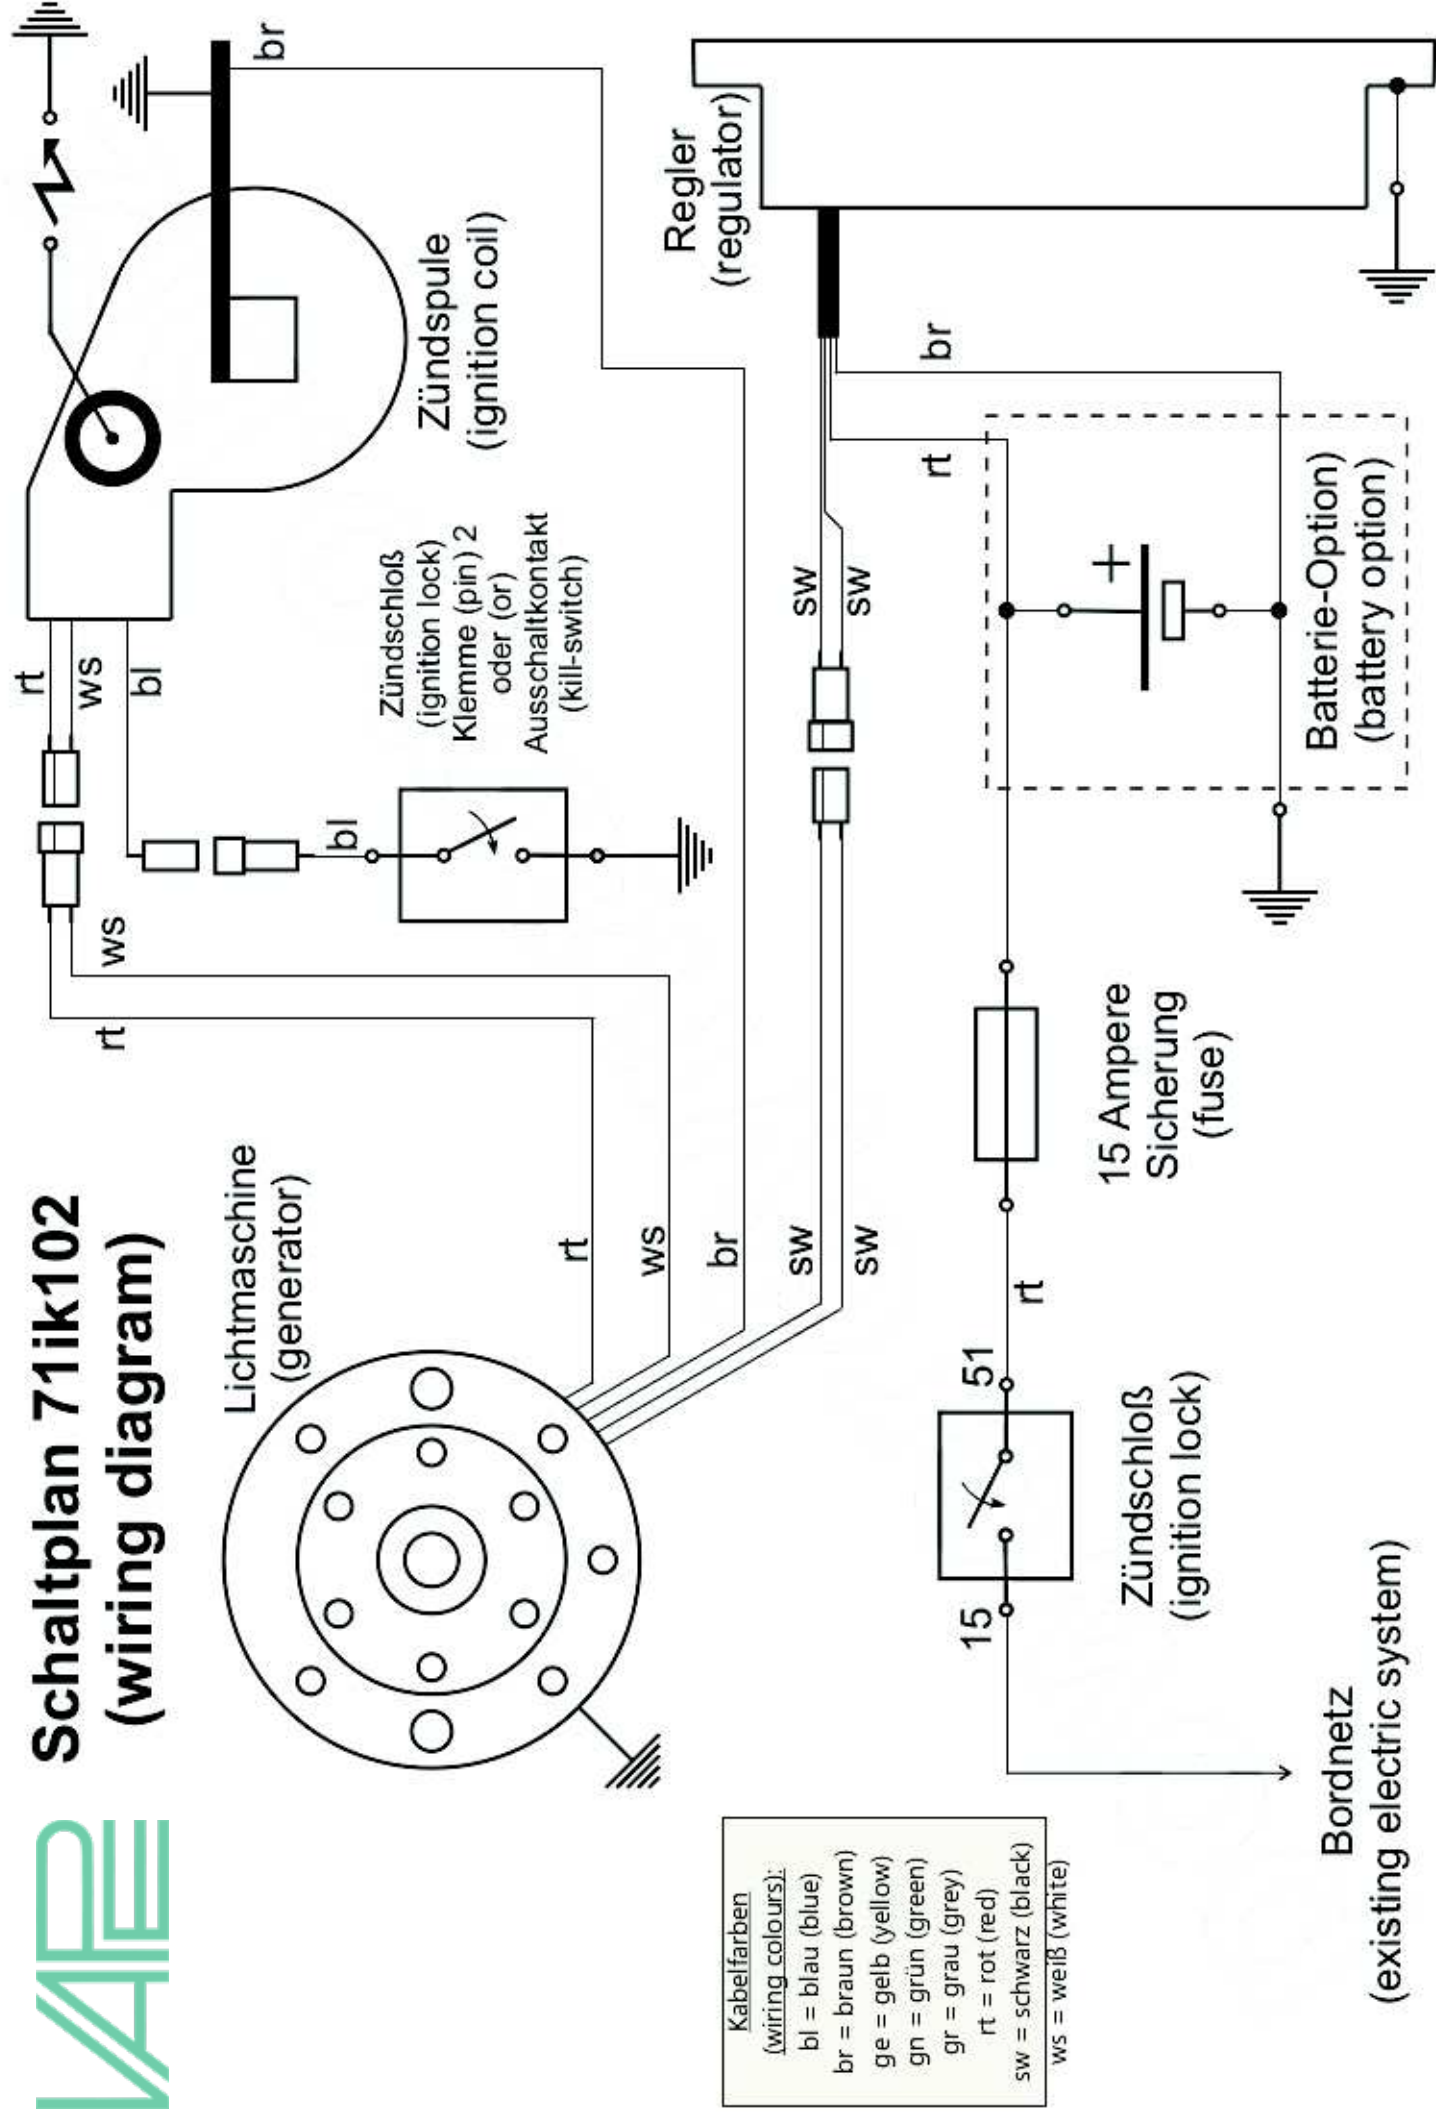 VAPE
Schaltplan 71ik102
(wiring diagram)
Lichtmaschine
(generator)
rt
ws
br
sw
sw
rt
ws
rt
ws
bl
bl
Zündschloß
(ignition lock)
Klemme (pin) 2
oder (or)
Ausschaltkontakt
(kill-switch)
Zündspule
(ignition coil)
br
Regler
(regulator)
sw
sw
rt
br
+
Batterie-Option)
(battery option)
15 Ampere
Sicherung
(fuse)
rt
51
15
Zündschloß
(ignition lock)
Bordnetz
(existing electric system)
Kabelfarben
(wiring colours):
bl = blau (blue)
br = braun (brown)
ge = gelb (yellow)
gn = grün (green)
gr = grau (grey)
rt = rot (red)
sw = schwarz (black)
ws = weiß (white)